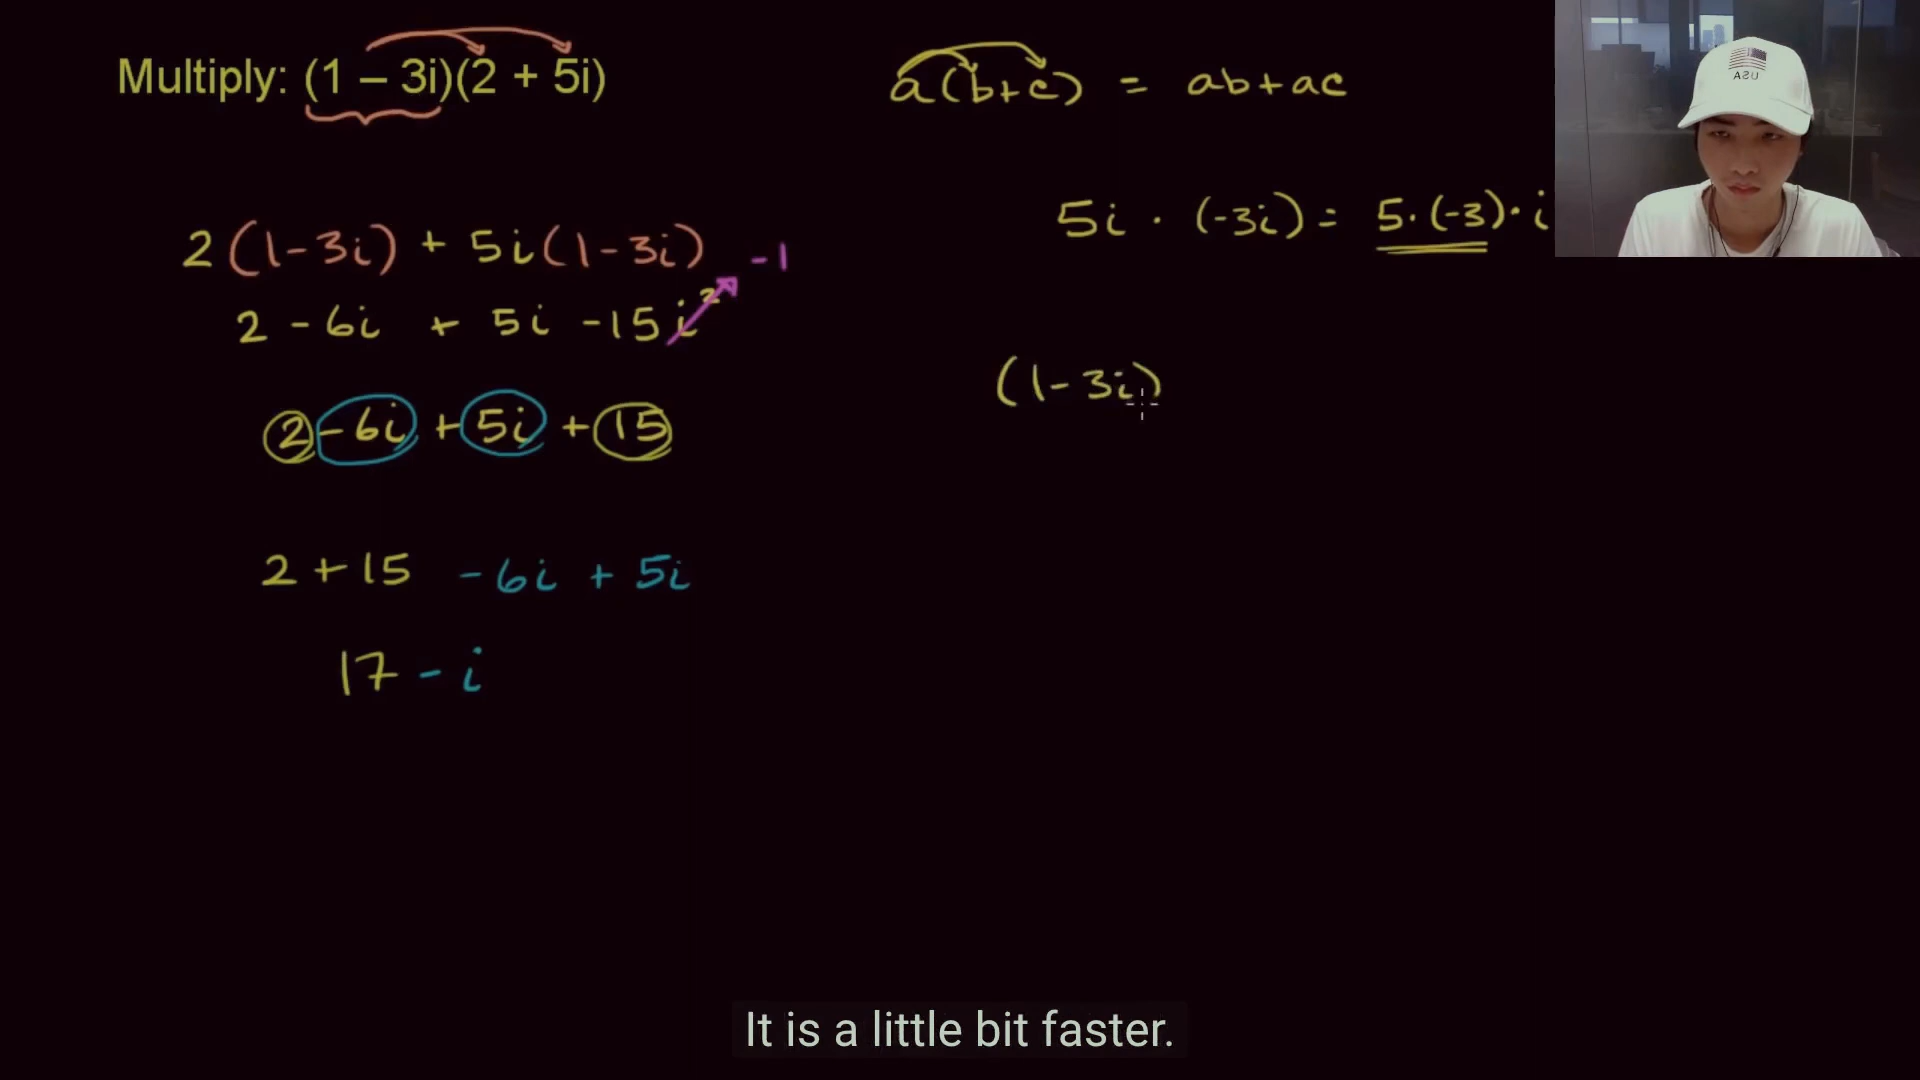 Multiply: (1 – 3i)(2 + 5i)
a(b+c) = ab+ac
USA
5i · (-3i) = 5·(-3)·i
2(1-3i) + 5i(1-3i)
-1
2 - 6i + 5i -15i²
(1-3i)
2 -6i +5i +15
2+15 -6i + 5i
17 - i
It is a little bit faster.